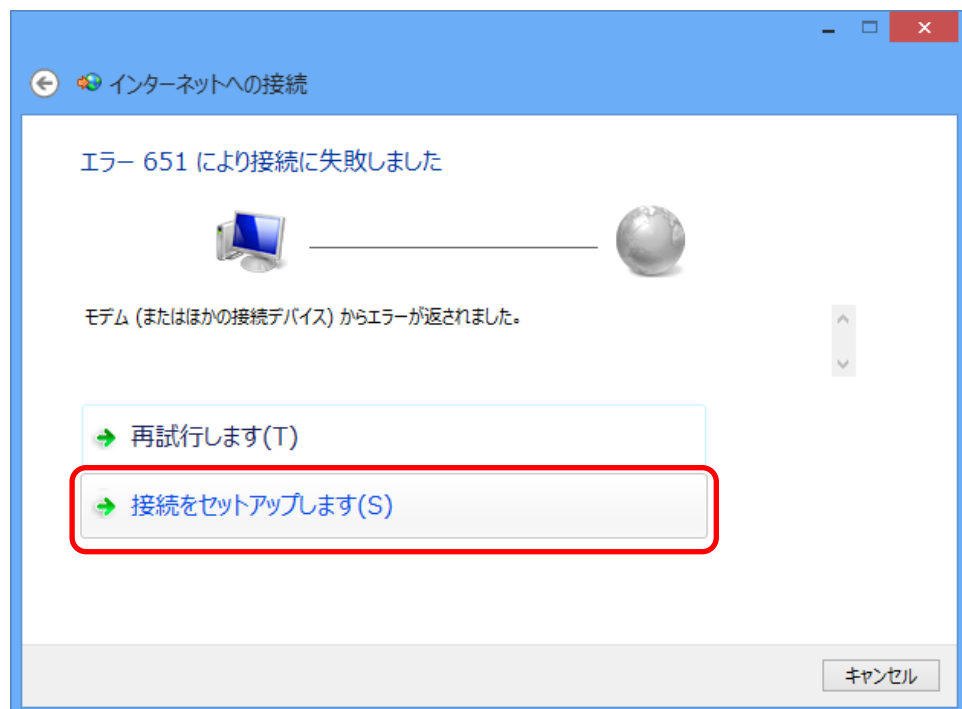 インターネットへの接続
エラー 651 により接続に失敗しました
モデム (またはほかの接続デバイス) からエラーが返されました。
再試行します(T)
接続をセットアップします(S)
キャンセル